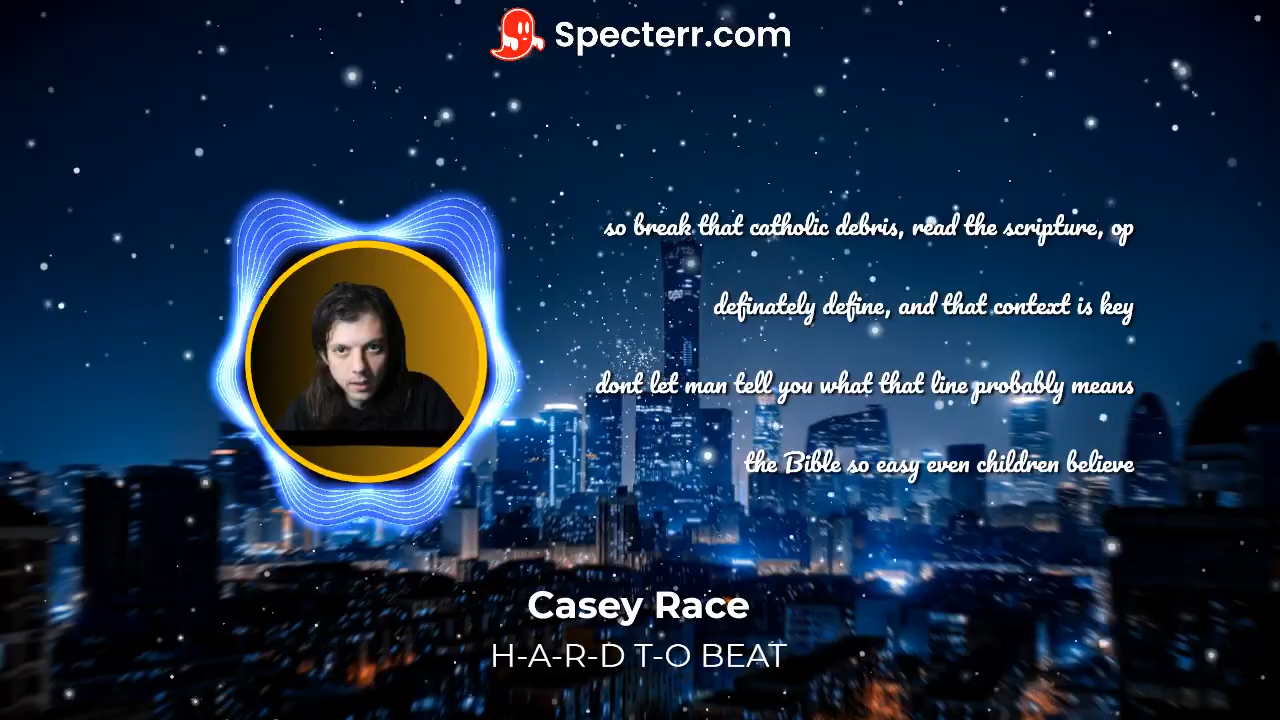 Specterr.com
so break that catholic debris, read the scripture, op
definately define, and that context is key
dont let man tell you what that line probably means
the Bible so easy even children believe
Casey Race
H-A-R-D T-O BEAT